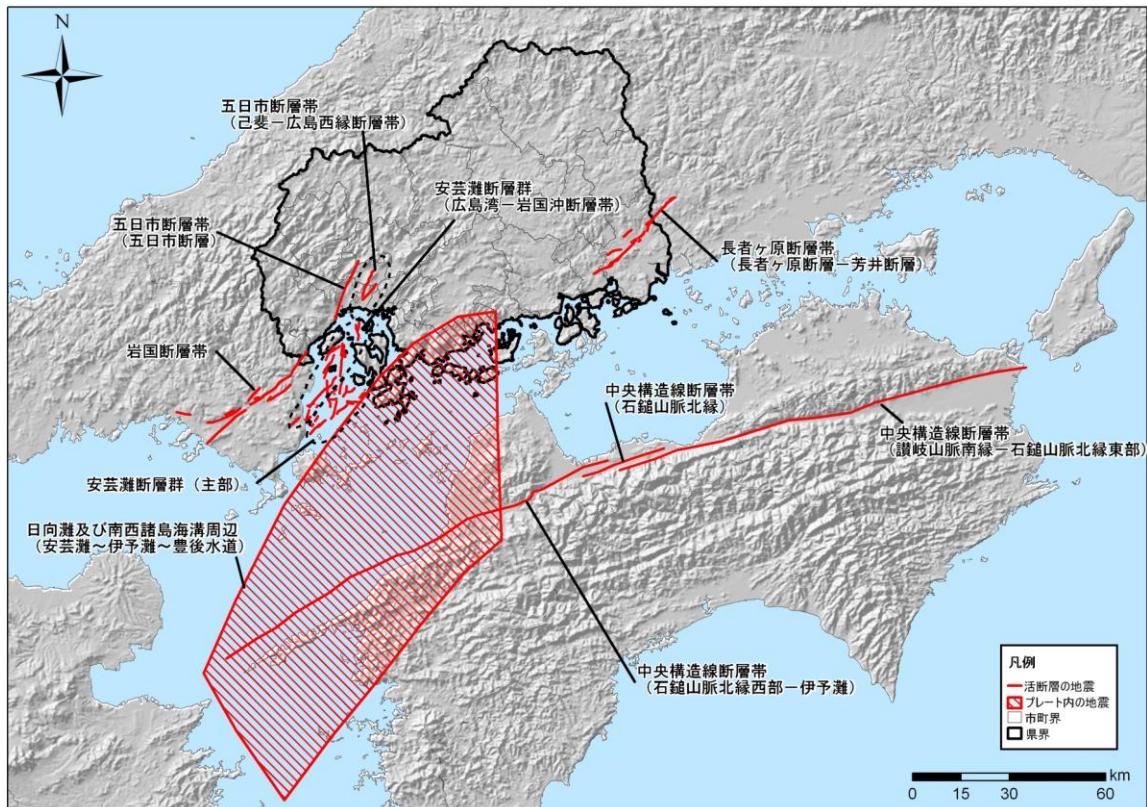 N
五日市断層帯
（己斐－広島西縁断層帯）
安芸灘断層群
（広島湾－岩国沖断層帯）
五日市断層帯
（五日市断層）
長者ヶ原断層帯
（長者ヶ原断層－芳井断層）
岩国断層帯
中央構造線断層帯
（石鎚山脈北縁）
中央構造線断層帯
（讃岐山脈南縁－石鎚山脈北縁東部）
安芸灘断層群（主部）
日向灘及び南西諸島海溝周辺
（安芸灘～伊予灘～豊後水道）
中央構造線断層帯
（石鎚山脈北縁西部－伊予灘）
凡例
活断層の地震
プレート内の地震
市町界
県界
km
0 15 30 60